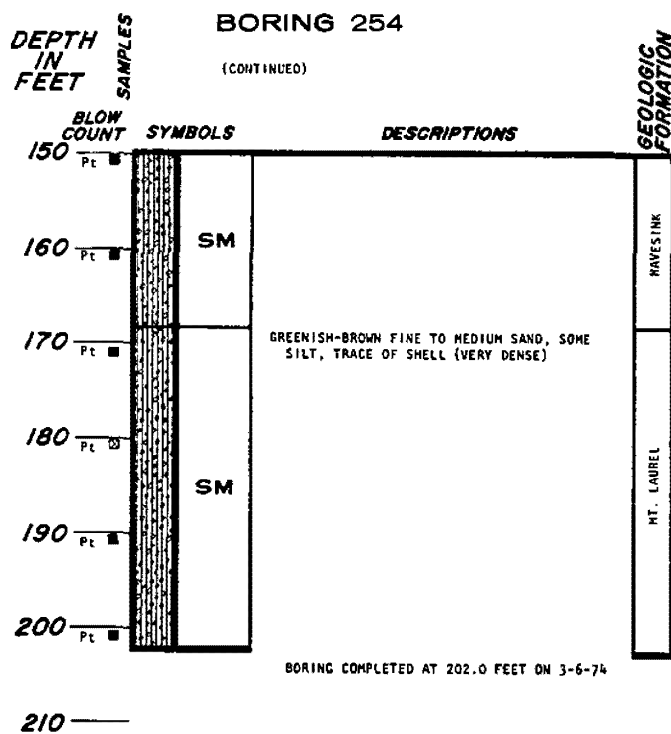 BORING 254
(CONTINUED)
DEPTH
IN
FEET
SAMPLES
GEOLOGIC
FORMATION
BLOW
COUNT
SYMBOLS
DESCRIPTIONS
150
Pt
SM
NAVESINK
160
Pt
170
Pt
GREENISH-BROWN FINE TO MEDIUM SAND, SOME
SILT, TRACE OF SHELL (VERY DENSE)
180
Pt
SM
MT. LAUREL
190
Pt
200
Pt
BORING COMPLETED AT 202.0 FEET ON 3-6-74
210